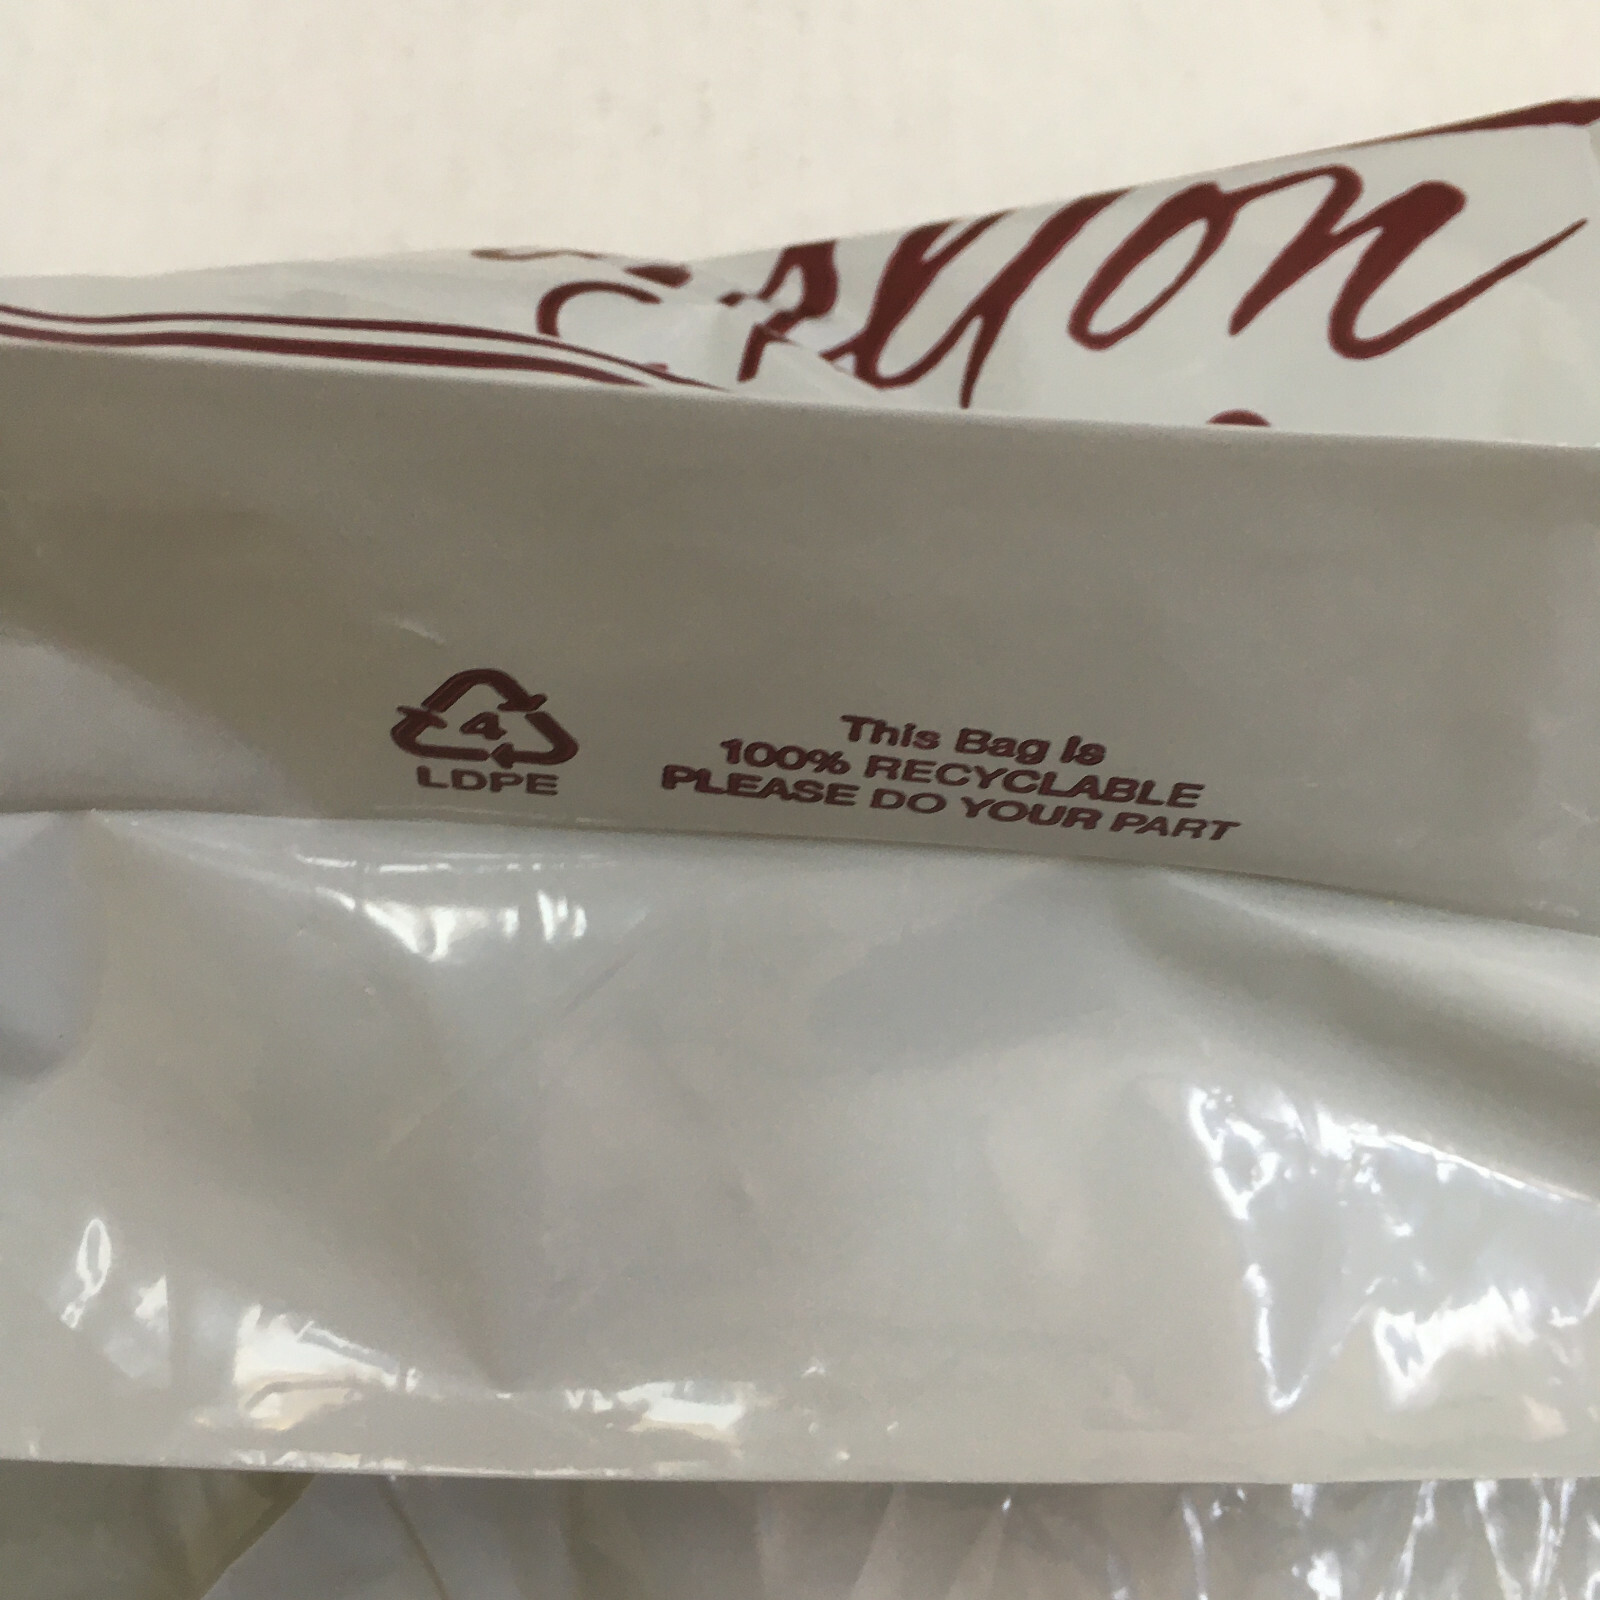 4
LDPE
This Bag Is
100% RECYCLABLE
PLEASE DO YOUR PART